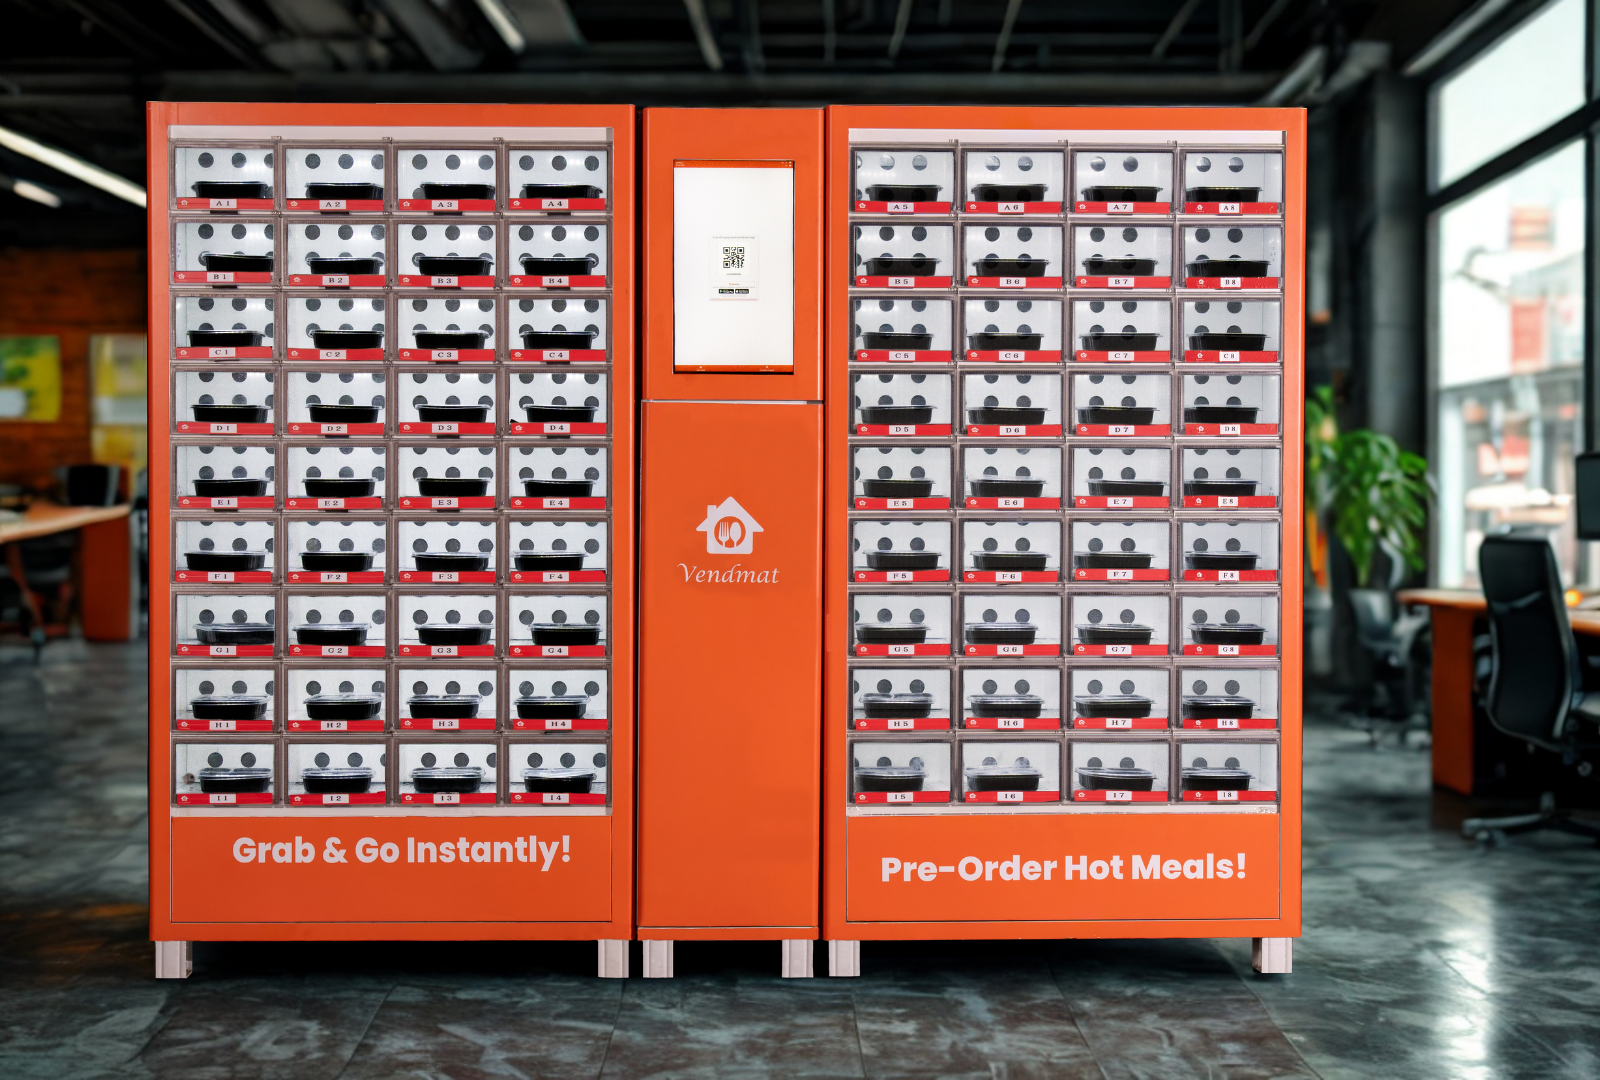 A1 A2 A3 A4
B1 B2 B3 B4
C1 C2 C3 C4
D1 D2 D3 D4
E1 E2 E3 E4
F1 F2 F3 F4
G1 G2 G3 G4
H1 H2 H3 H4
I1 I2 I3 I4
Grab & Go Instantly!
Vendmat
A5 A6 A7 A8
B5 B6 B7 B8
C5 C6 C7 C8
D5 D6 D7 D8
E5 E6 E7 E8
F5 F6 F7 F8
G5 G6 G7 G8
H5 H6 H7 H8
I5 I6 I7 I8
Pre-Order Hot Meals!